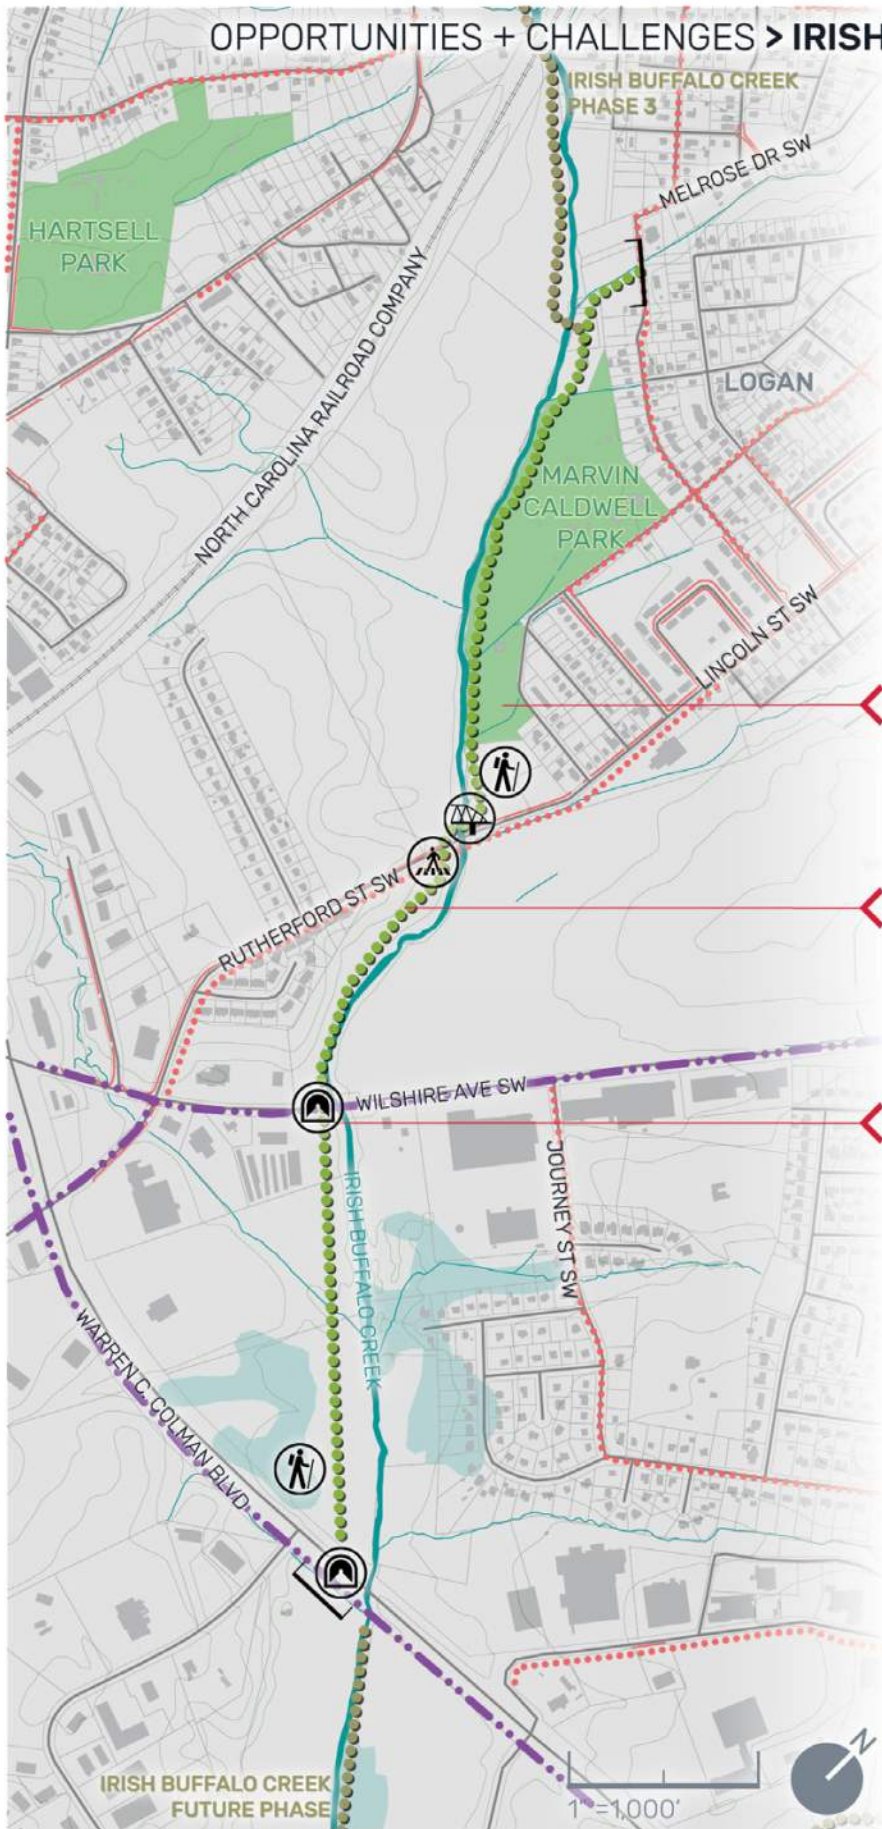 OPPORTUNITIES + CHALLENGES > IRISH
IRISH BUFFALO CREEK
PHASE 3
MELROSE DR SW
HARTSELL
PARK
NORTH CAROLINA RAILROAD COMPANY
LOGAN
MARVIN
CALDWELL
PARK
LINCOLN ST SW
RUTHERFORD ST SW
WILSHIRE AVE SW
JOURNEY ST SW
IRISH BUFFALO CREEK
WARREN C. COLMAN BLVD
IRISH BUFFALO CREEK
FUTURE PHASE
1"=1,000'
N